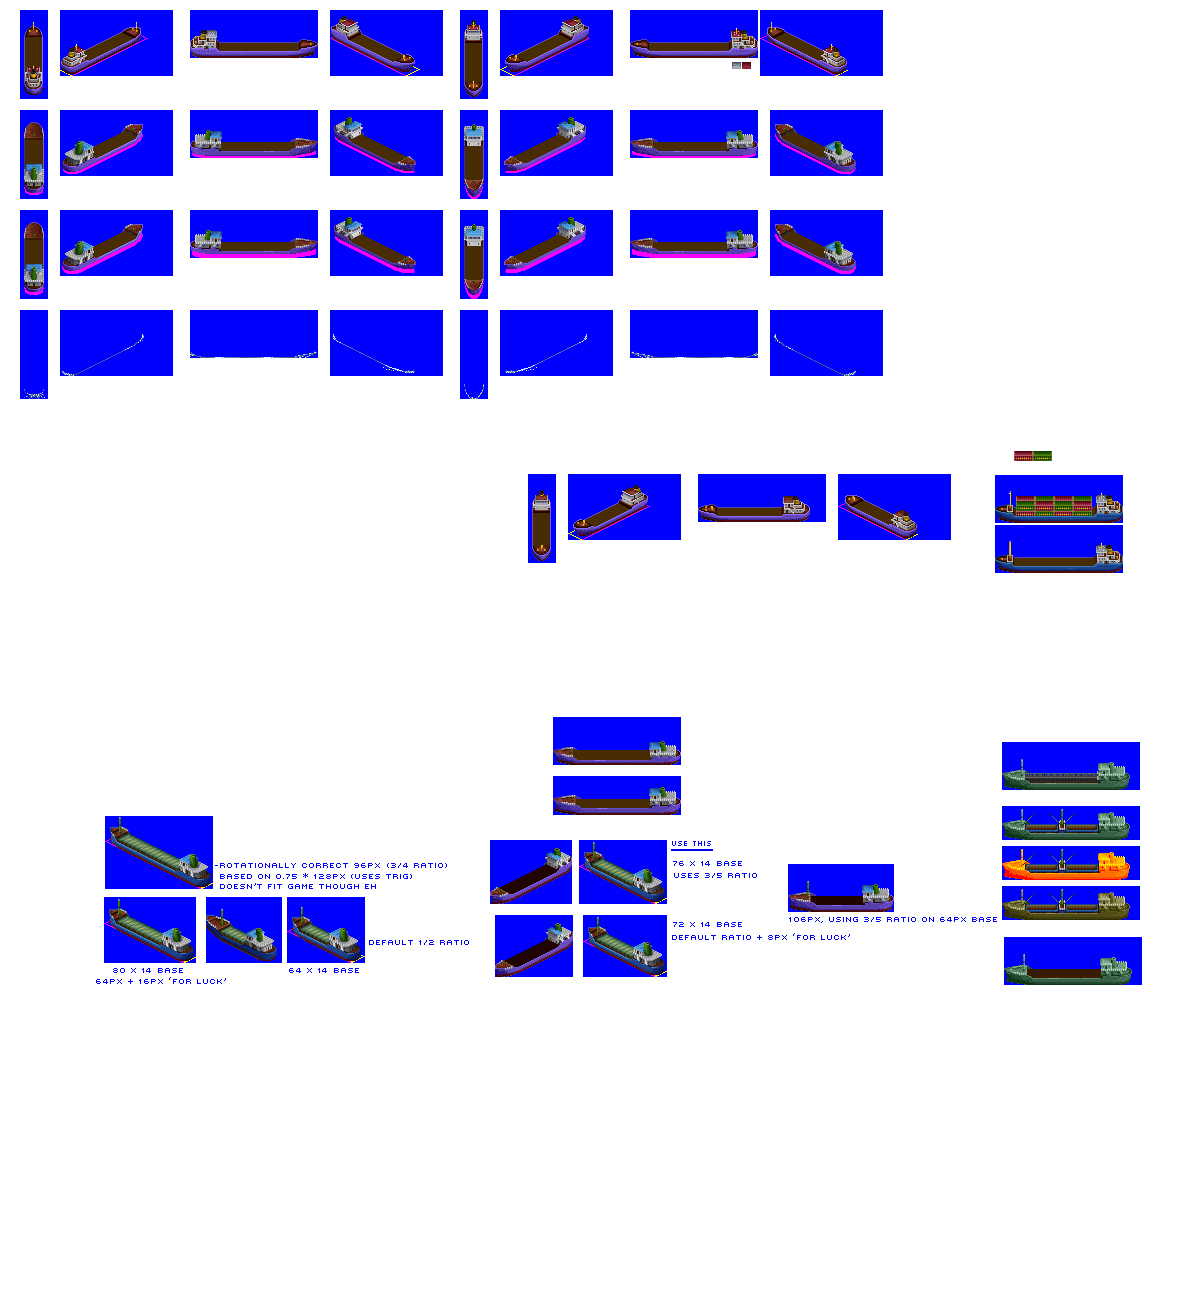 USE THIS
76 X 14 BASE
USES 3/5 RATIO
-ROTATIONALLY CORRECT 96PX (3/4 RATIO)
BASED ON 0.75 * 128PX (USES TRIG)
DOESN'T FIT GAME THOUGH EH
106PX, USING 3/5 RATIO ON 64PX BASE
72 X 14 BASE
DEFAULT RATIO + 8PX 'FOR LUCK'
DEFAULT 1/2 RATIO
80 X 14 BASE
64 X 14 BASE
64PX + 16PX 'FOR LUCK'